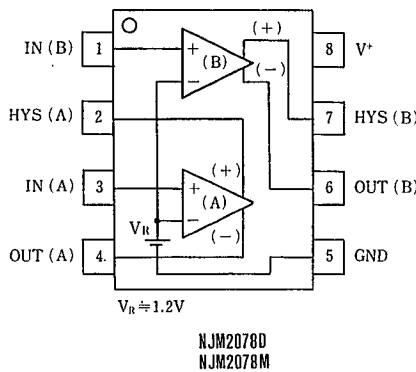 IN (B) 1
8 V⁺
HYS (A) 2
7 HYS (B)
IN (A) 3
6 OUT (B)
OUT (A) 4
5 GND
+
−
(B)
(+)
(−)
+
−
(A)
(+)
(−)
VR
VR≒1.2V
NJM2078D
NJM2078M